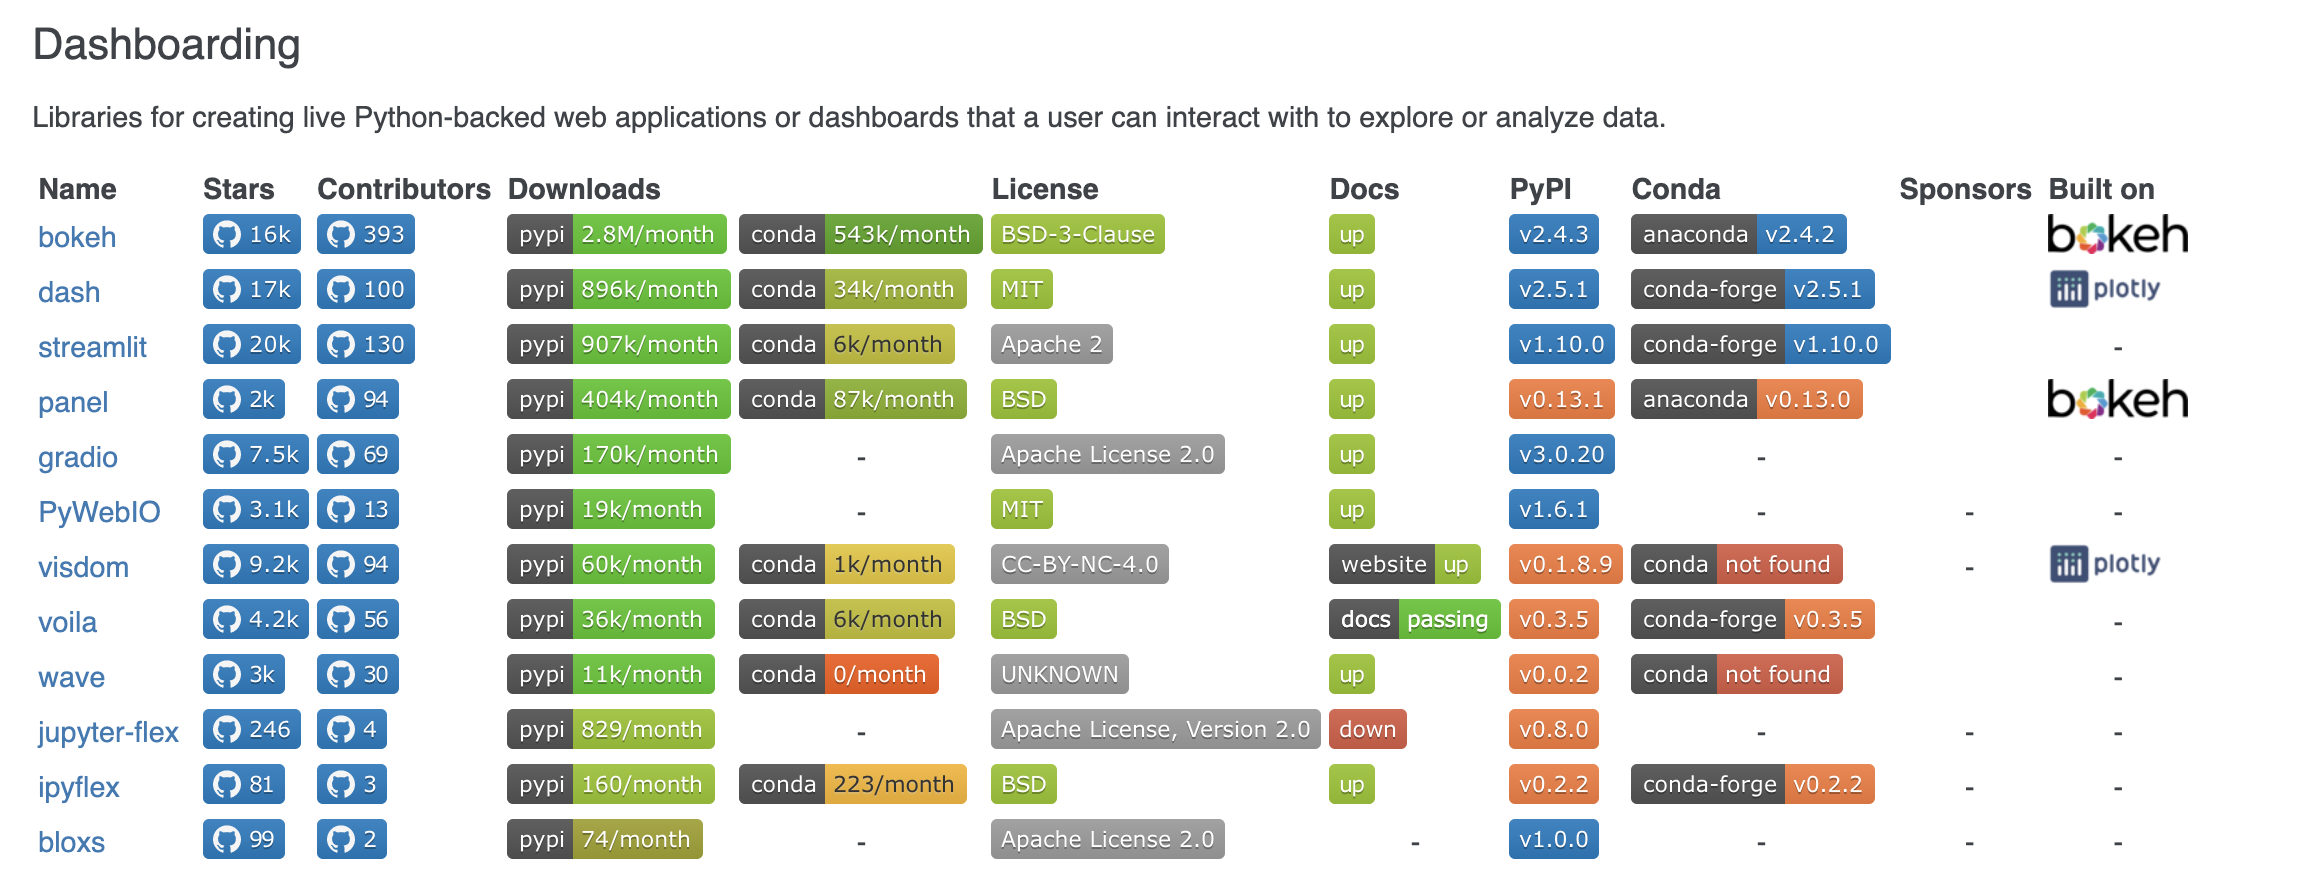 Dashboarding
Libraries for creating live Python-backed web applications or dashboards that a user can interact with to explore or analyze data.
Name Stars Contributors Downloads License Docs PyPI Conda Sponsors Built on
bokeh 16k 393 pypi 2.8M/month conda 543k/month BSD-3-Clause up v2.4.3 anaconda v2.4.2 bokeh
dash 17k 100 pypi 896k/month conda 34k/month MIT up v2.5.1 conda-forge v2.5.1 plotly
streamlit 20k 130 pypi 907k/month conda 6k/month Apache 2 up v1.10.0 conda-forge v1.10.0 -
panel 2k 94 pypi 404k/month conda 87k/month BSD up v0.13.1 anaconda v0.13.0 bokeh
gradio 7.5k 69 pypi 170k/month - Apache License 2.0 up v3.0.20 - -
PyWebIO 3.1k 13 pypi 19k/month - MIT up v1.6.1 - - -
visdom 9.2k 94 pypi 60k/month conda 1k/month CC-BY-NC-4.0 website up v0.1.8.9 conda not found - plotly
voila 4.2k 56 pypi 36k/month conda 6k/month BSD docs passing v0.3.5 conda-forge v0.3.5 -
wave 3k 30 pypi 11k/month conda 0/month UNKNOWN up v0.0.2 conda not found -
jupyter-flex 246 4 pypi 829/month - Apache License, Version 2.0 down v0.8.0 - - -
ipyflex 81 3 pypi 160/month conda 223/month BSD up v0.2.2 conda-forge v0.2.2 - -
bloxs 99 2 pypi 74/month - Apache License 2.0 - v1.0.0 - - -